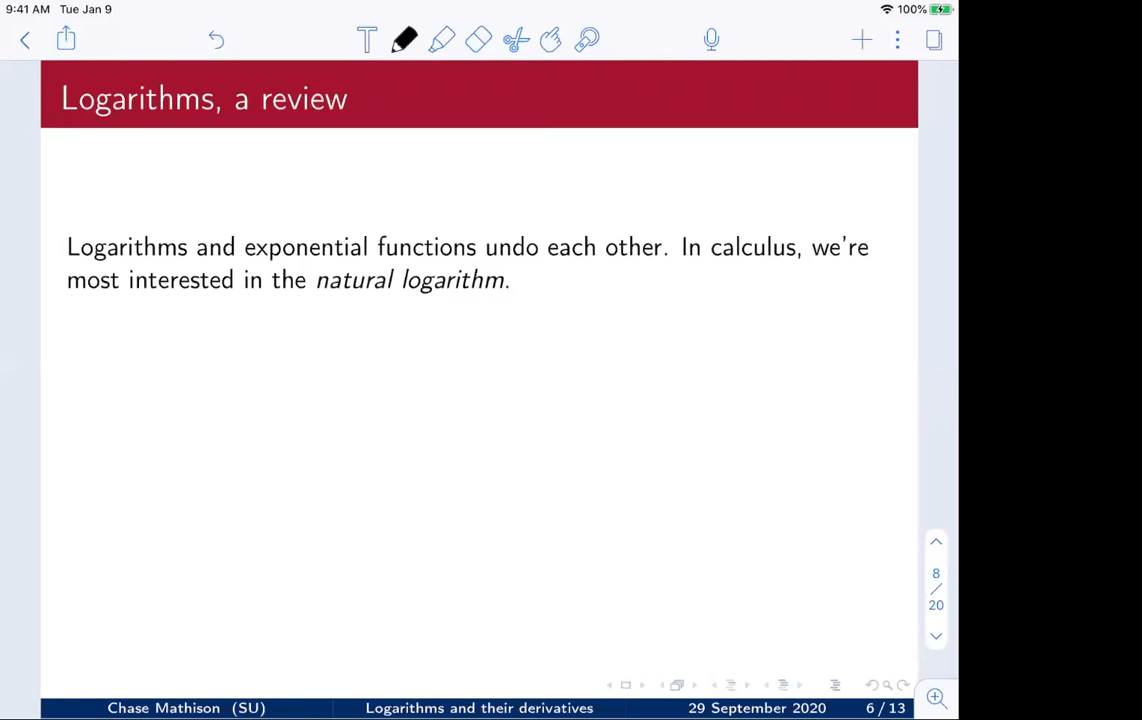 9:41 AM Tue Jan 9
100%
Logarithms, a review
Logarithms and exponential functions undo each other. In calculus, we're
most interested in the natural logarithm.
8
/
20
Chase Mathison (SU) Logarithms and their derivatives 29 September 2020 6 / 13